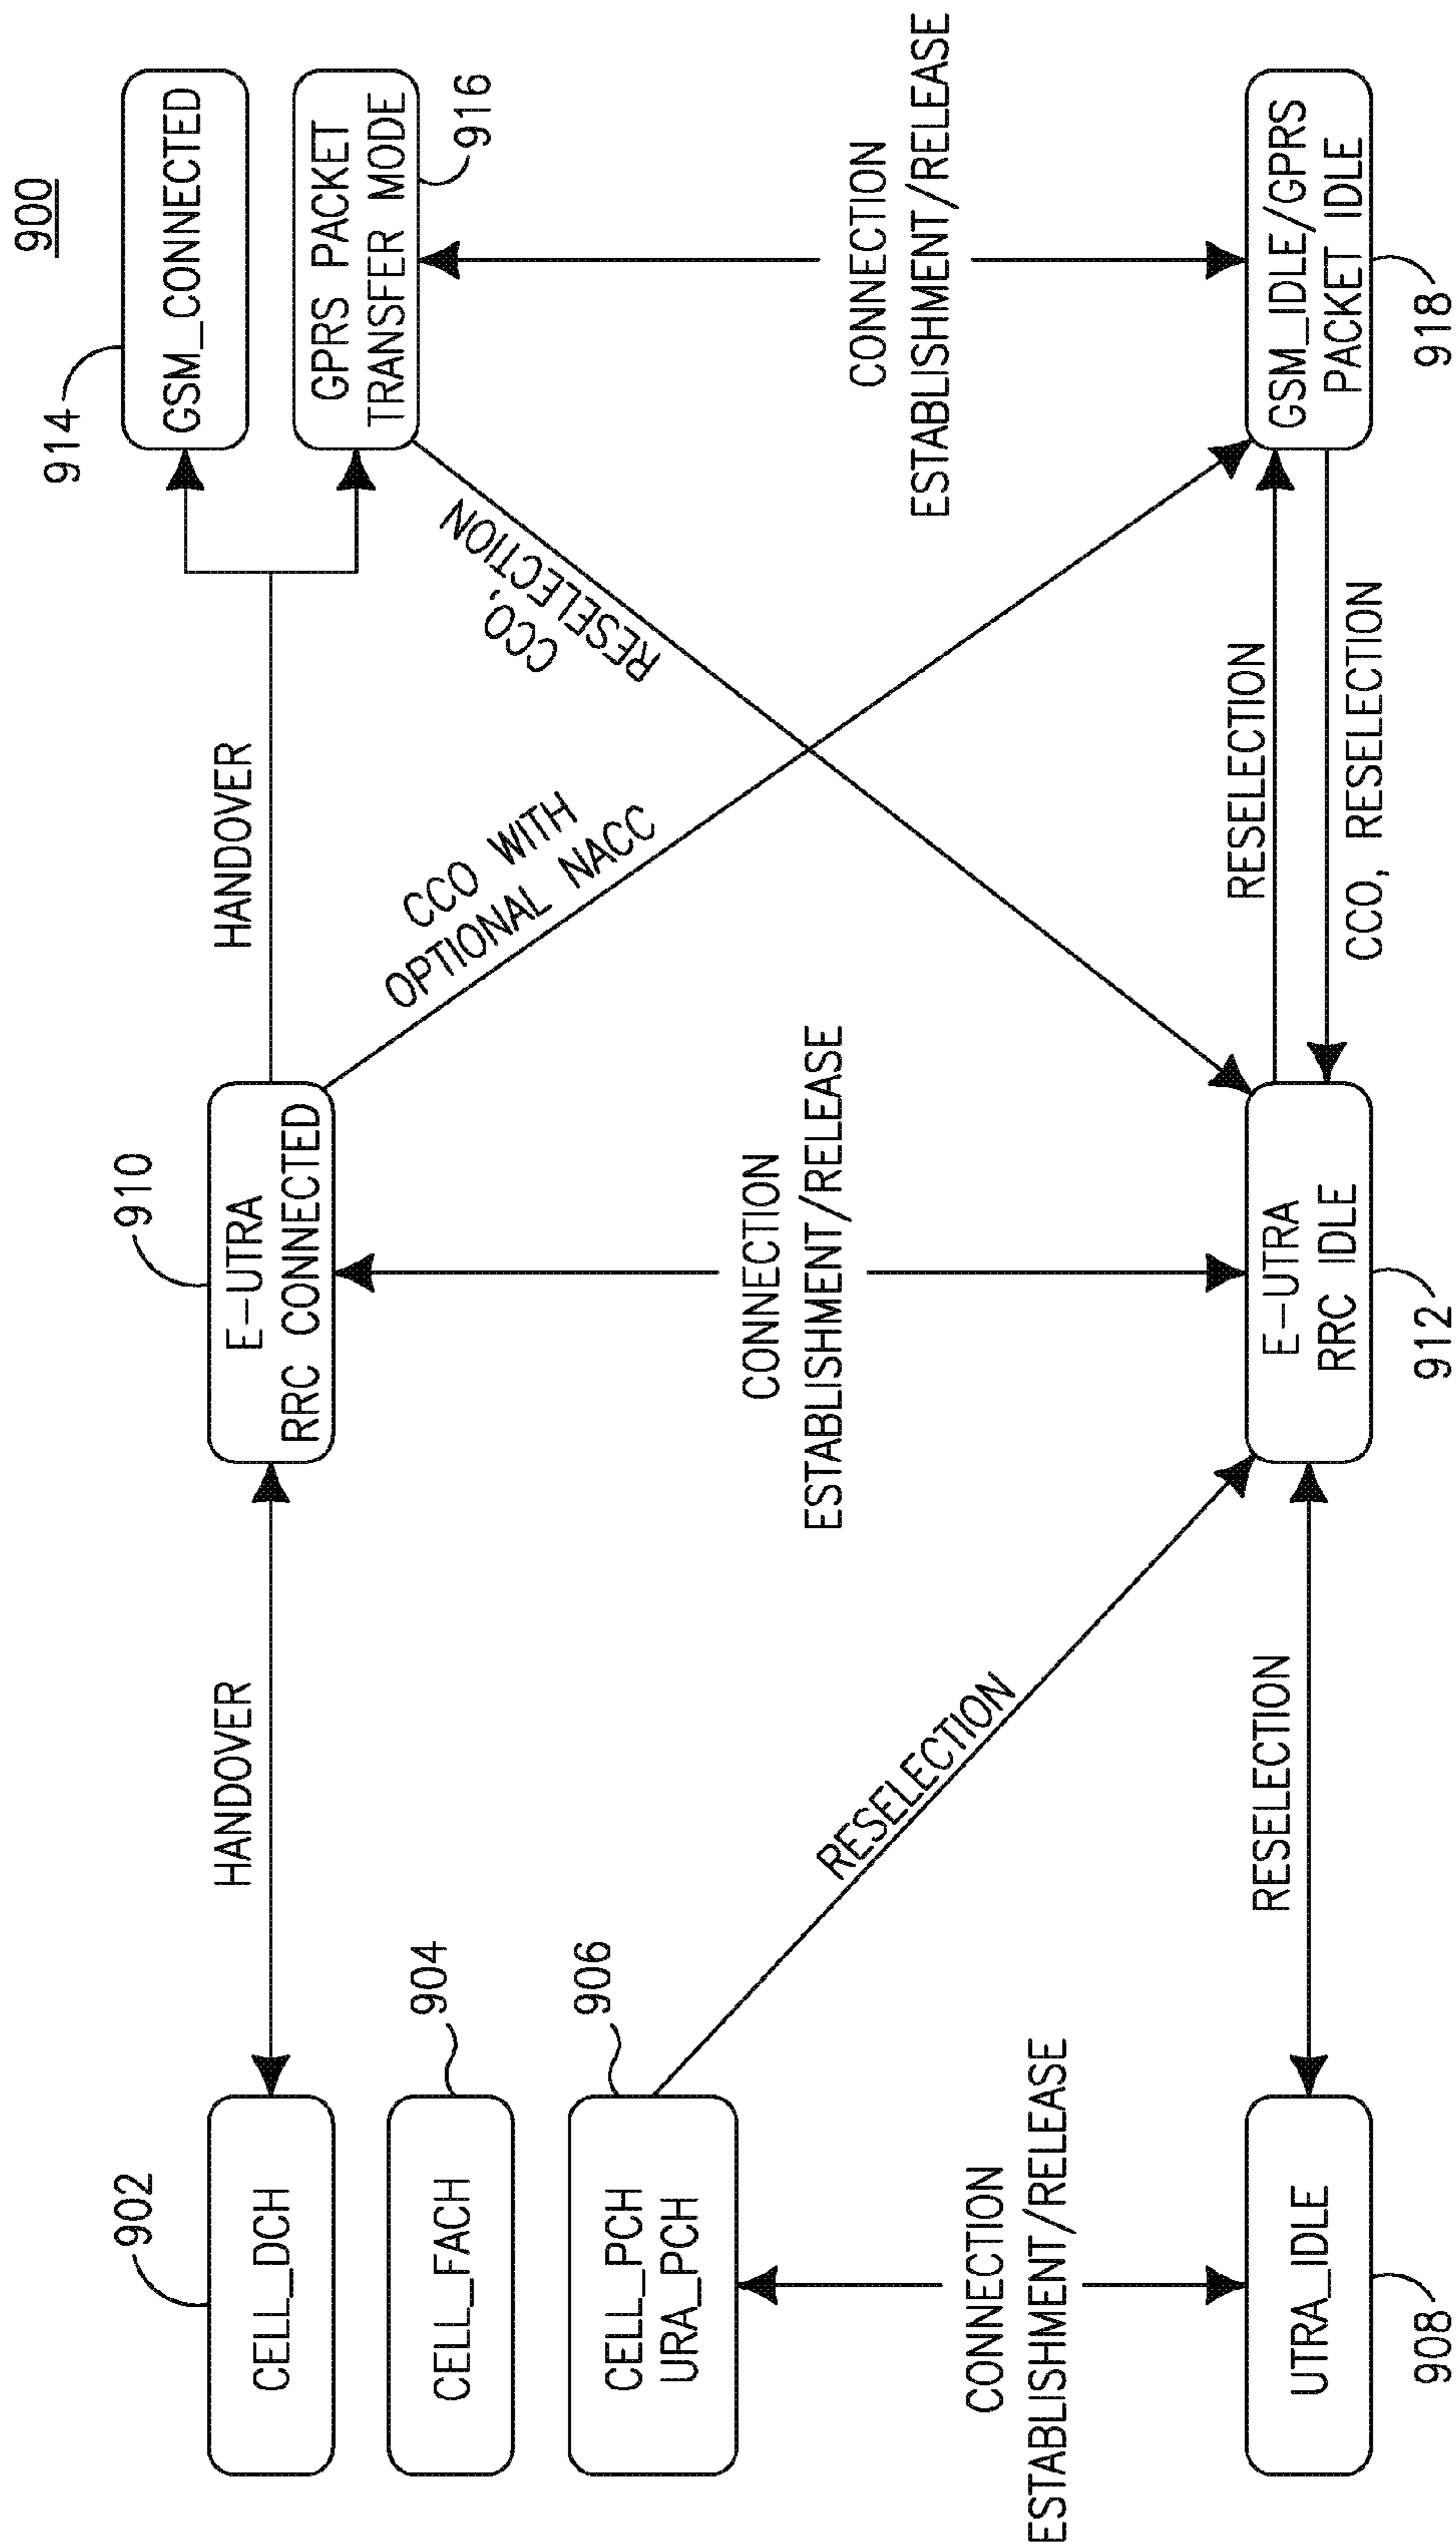 900
902
CELL_DCH
904
CELL_FACH
906
CELL_PCH
URA_PCH
CONNECTION
ESTABLISHMENT/RELEASE
UTRA_IDLE
908
HANDOVER
RESELECTION
RESELECTION
910
E-UTRA
RRC CONNECTED
CONNECTION
ESTABLISHMENT/RELEASE
E-UTRA
RRC IDLE
912
HANDOVER
CCO WITH
OPTIONAL NACC
CCO,
RESELECTION
RESELECTION
CCO, RESELECTION
914
GSM_CONNECTED
GPRS PACKET
TRANSFER MODE
916
CONNECTION
ESTABLISHMENT/RELEASE
GSM_IDLE/GPRS
PACKET IDLE
918